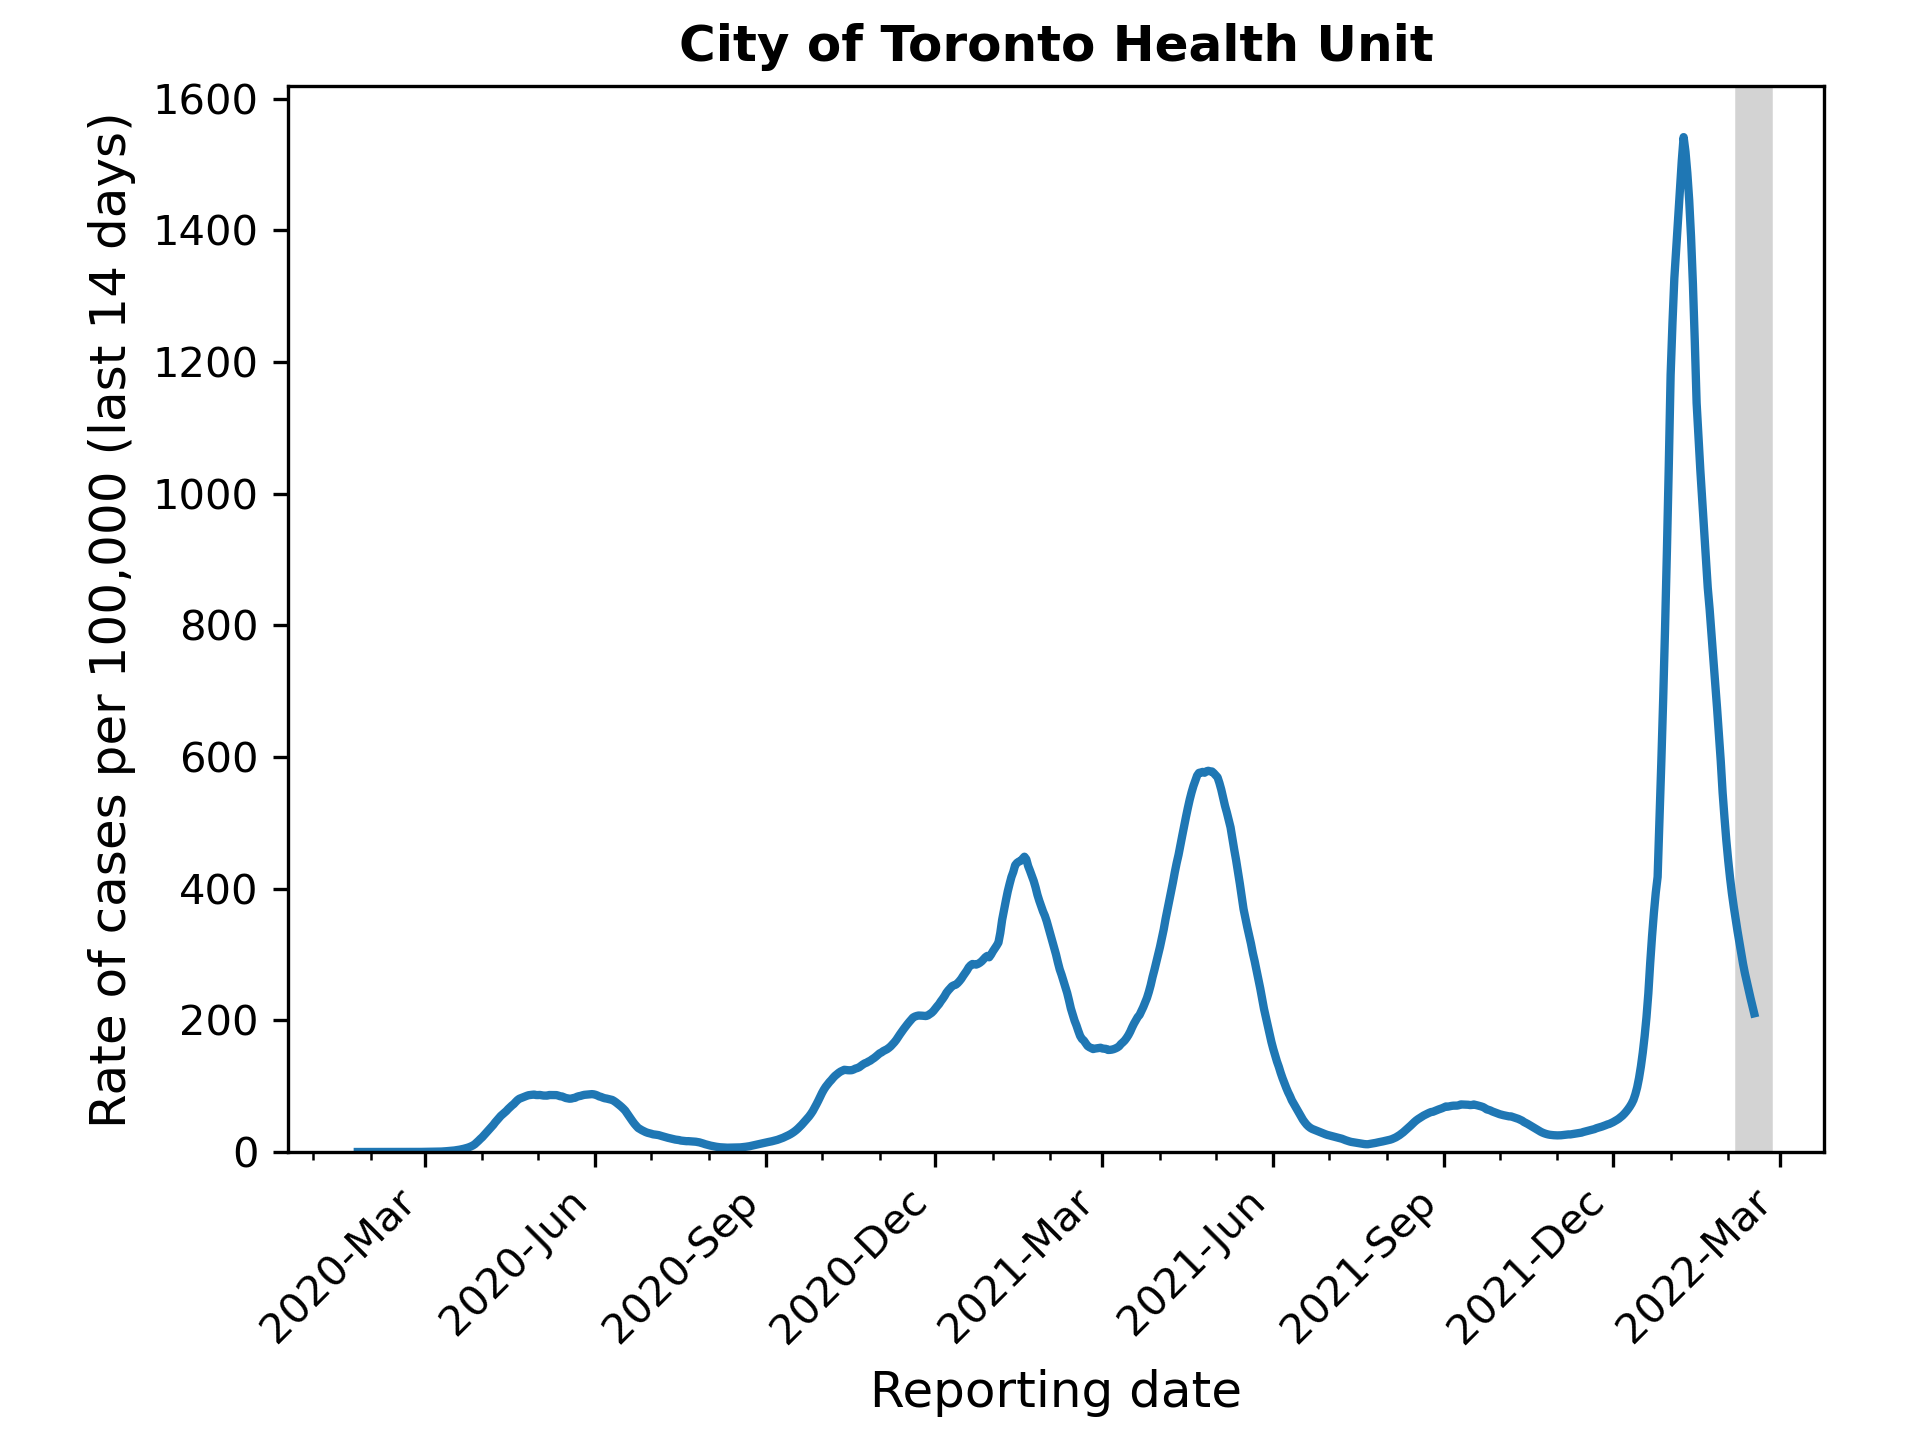 City of Toronto Health Unit
Rate of cases per 100,000 (last 14 days)
1600
1400
1200
1000
800
600
400
200
0
2020-Mar
2020-Jun
2020-Sep
2020-Dec
2021-Mar
2021-Jun
2021-Sep
2021-Dec
2022-Mar
Reporting date